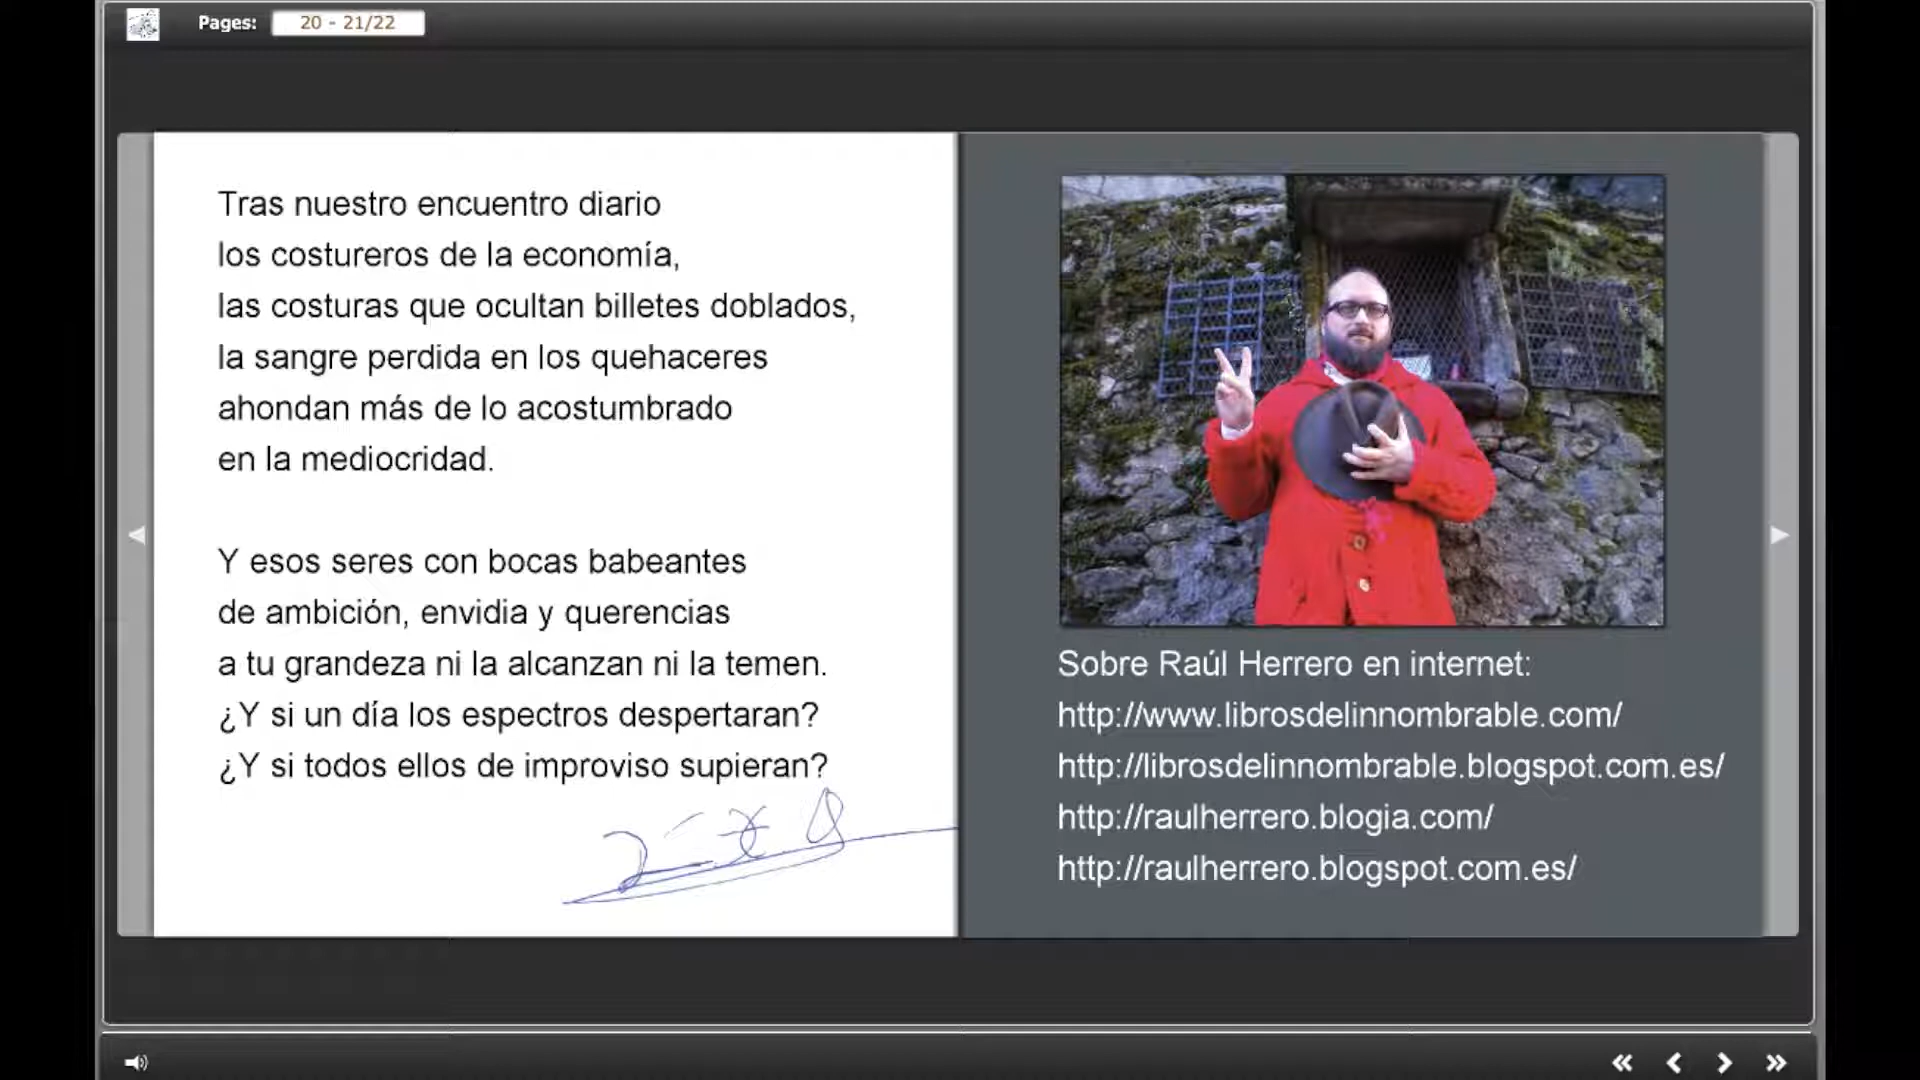 Pages:
20 - 21/22
Tras nuestro encuentro diario
los costureros de la economía,
las costuras que ocultan billetes doblados,
la sangre perdida en los quehaceres
ahondan más de lo acostumbrado
en la mediocridad.
Y esos seres con bocas babeantes
de ambición, envidia y querencias
a tu grandeza ni la alcanzan ni la temen.
¿Y si un día los espectros despertaran?
¿Y si todos ellos de improviso supieran?
Sobre Raúl Herrero en internet:
http://www.librosdelinnombrable.com/
http://librosdelinnombrable.blogspot.com.es/
http://raulherrero.blogia.com/
http://raulherrero.blogspot.com.es/